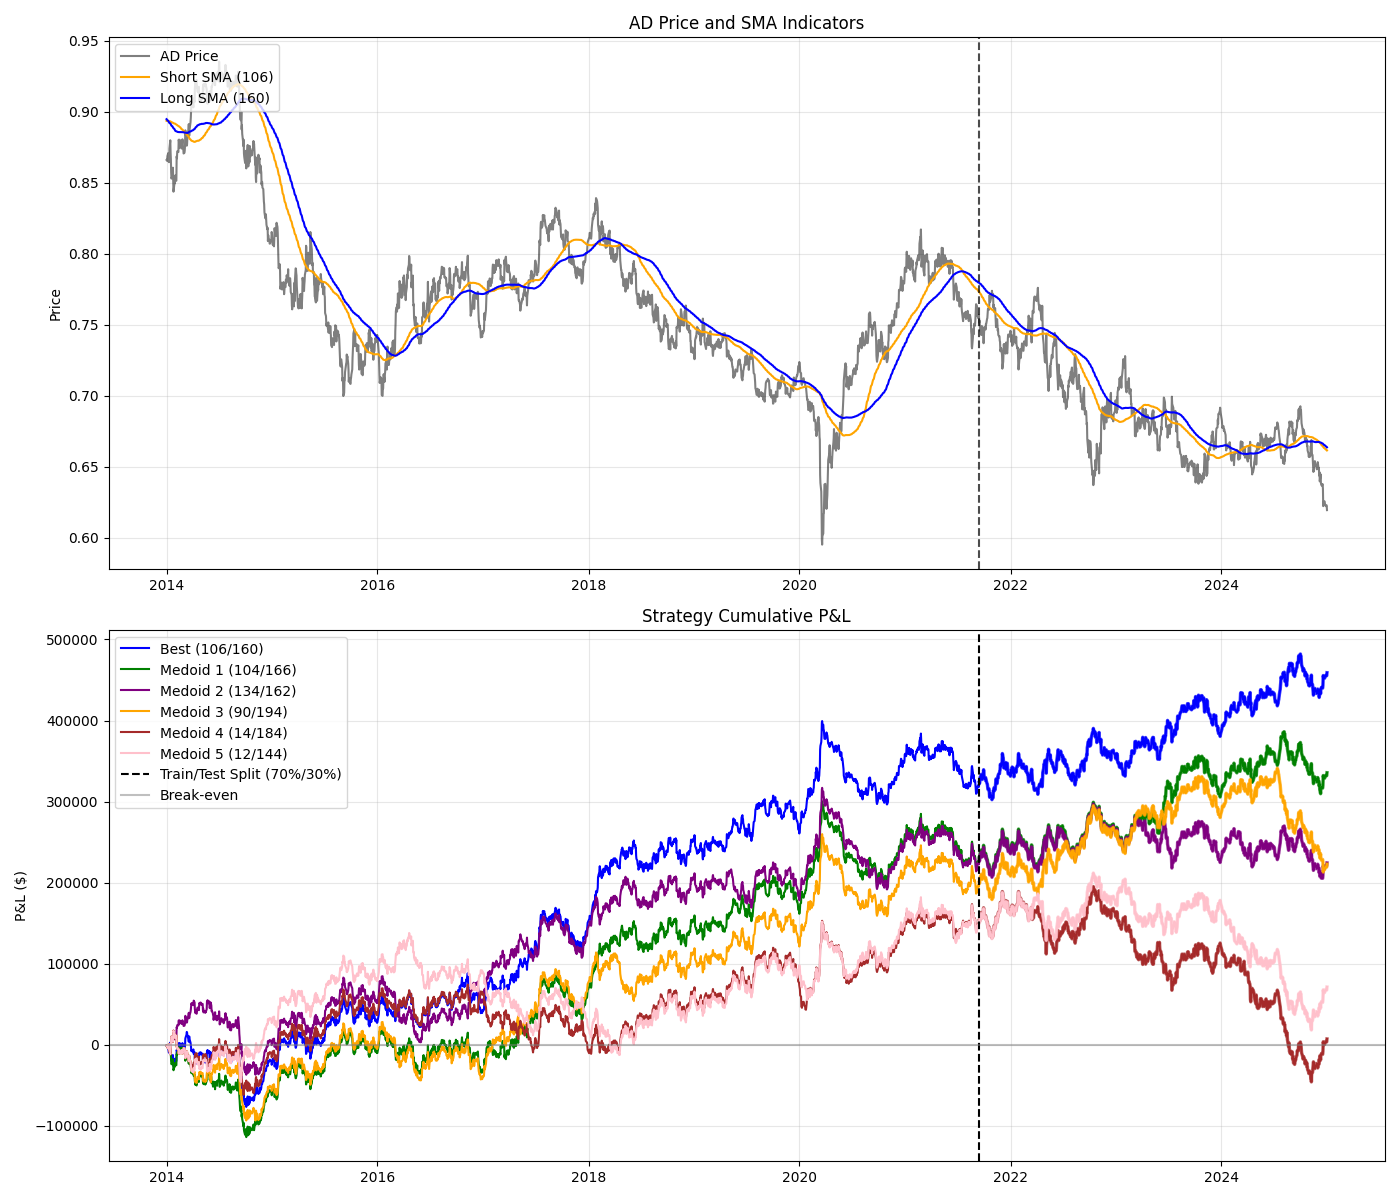 AD Price and SMA Indicators
AD Price
Short SMA (106)
Long SMA (160)
Price
0.95
0.90
0.85
0.80
0.75
0.70
0.65
0.60
2014 2016 2018 2020 2022 2024
Strategy Cumulative P&L
Best (106/160)
Medoid 1 (104/166)
Medoid 2 (134/162)
Medoid 3 (90/194)
Medoid 4 (14/184)
Medoid 5 (12/144)
Train/Test Split (70%/30%)
Break-even
P&L ($)
500000
400000
300000
200000
100000
0
−100000
2014 2016 2018 2020 2022 2024